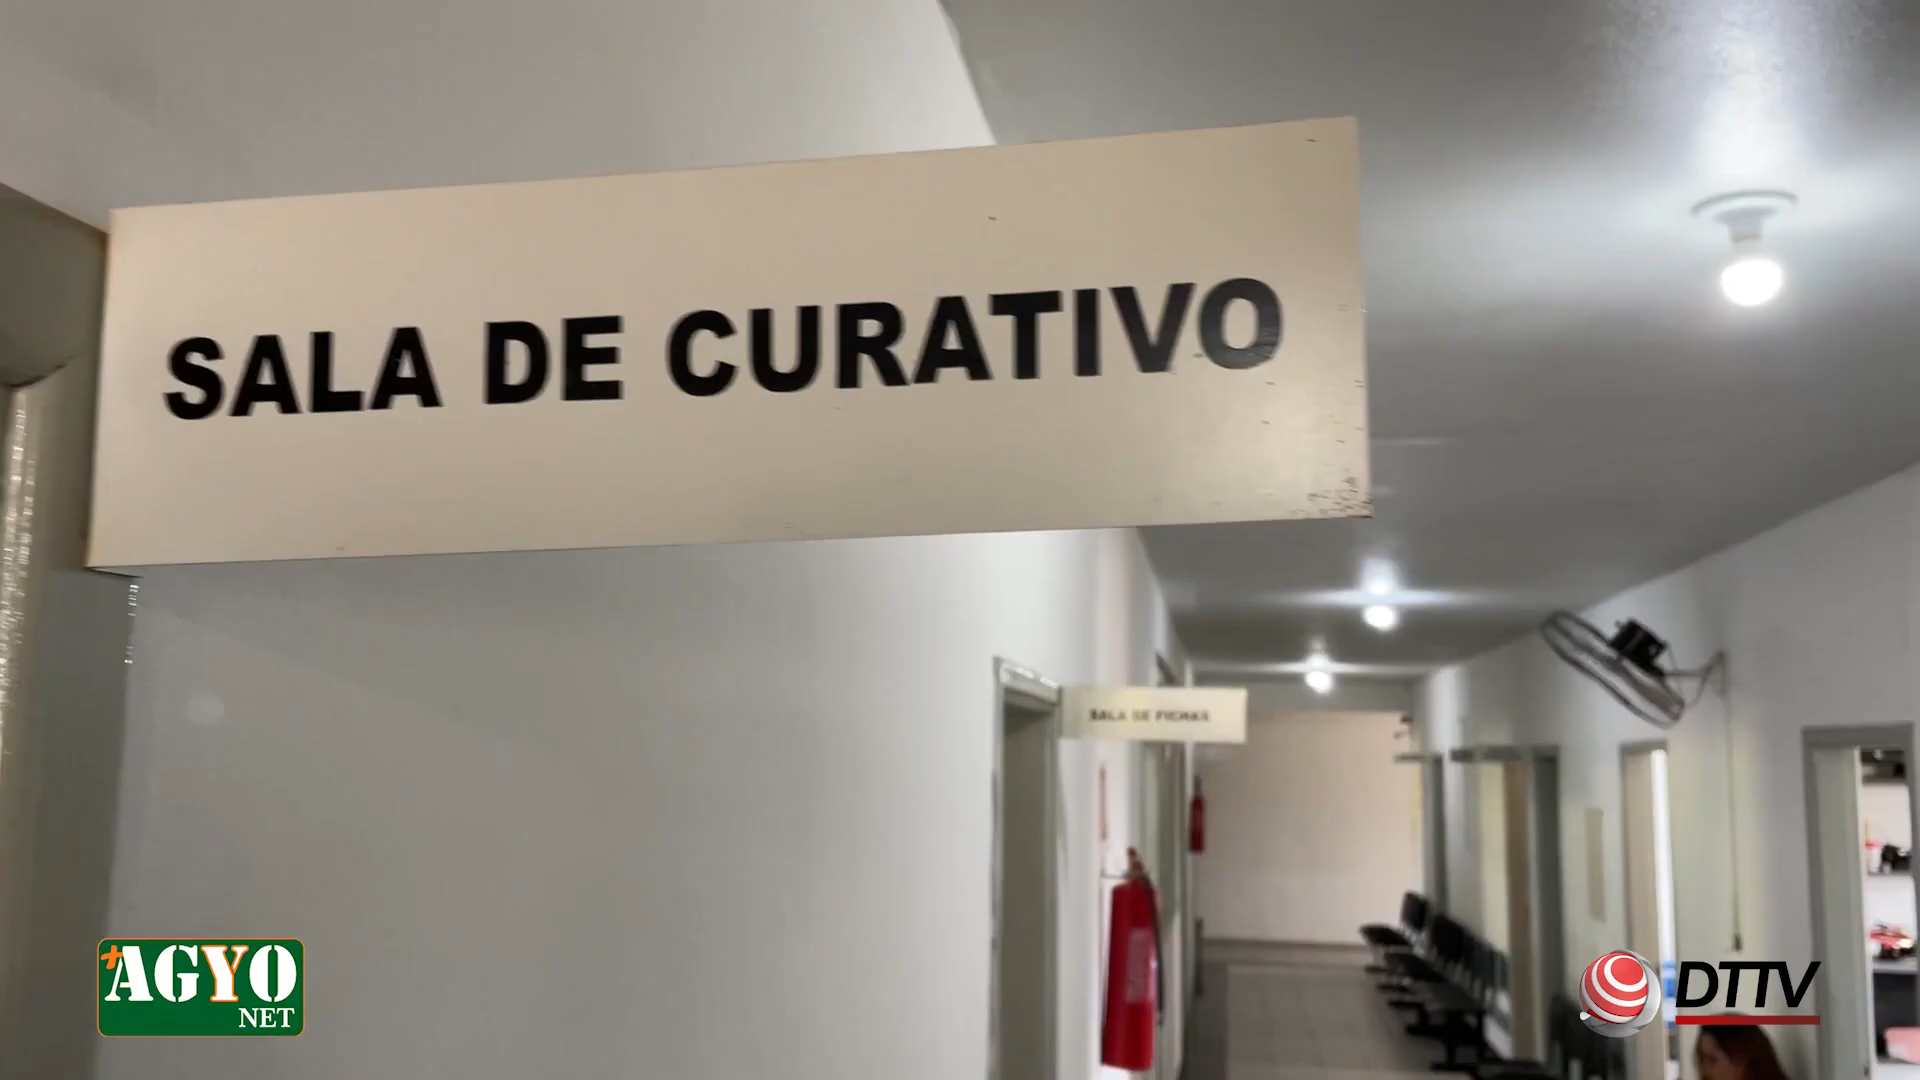 SALA DE CURATIVO
SALA DE FICHAS
+AGYO
NET
DTTV